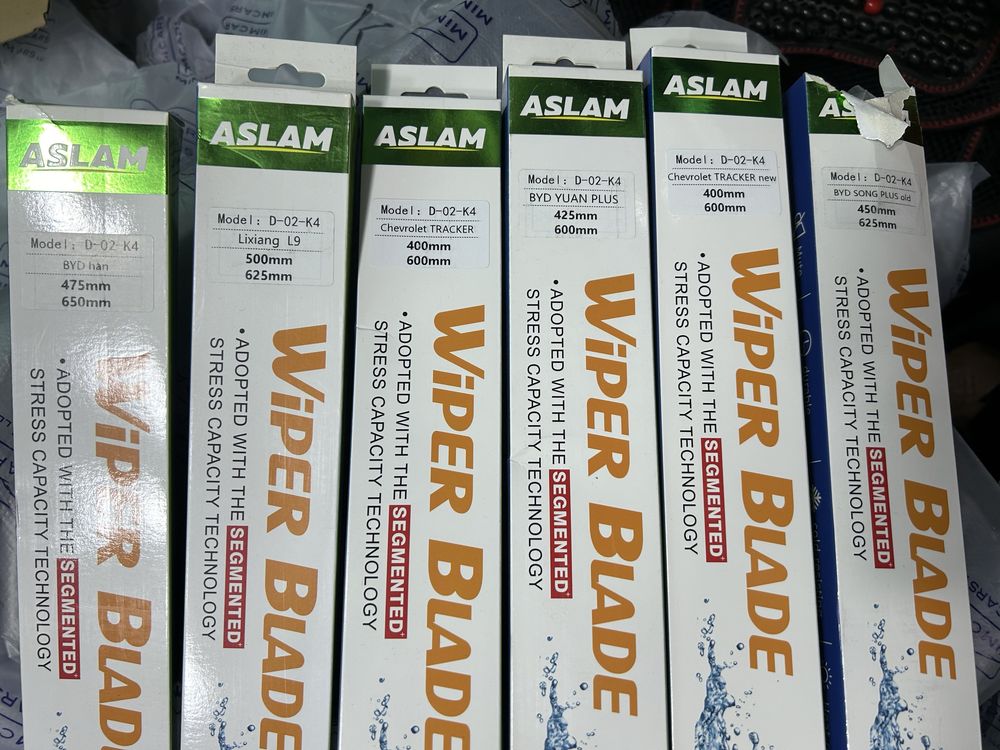 ASLAM
Model: D-02-K4
BYD han
475mm
650mm
WiPER BLADE
• ADOPTED WITH THE SEGMENTED+
STRESS CAPACITY TECHNOLOGY
ASLAM
Model: D-02-K4
Lixiang L9
500mm
625mm
WiPER BLADE
• ADOPTED WITH THE SEGMENTED+
STRESS CAPACITY TECHNOLOGY
ASLAM
Model: D-02-K4
Chevrolet TRACKER
400mm
600mm
WiPER BLADE
• ADOPTED WITH THE SEGMENTED+
STRESS CAPACITY TECHNOLOGY
ASLAM
Model: D-02-K4
BYD YUAN PLUS
425mm
600mm
WiPER BLADE
• ADOPTED WITH THE SEGMENTED+
STRESS CAPACITY TECHNOLOGY
ASLAM
Model: D-02-K4
Chevrolet TRACKER new
400mm
600mm
WiPER BLADE
• ADOPTED WITH THE SEGMENTED+
STRESS CAPACITY TECHNOLOGY
AS
Model: D-02-K4
BYD SONG PLUS old
450mm
625mm
WiPER BLADE
• ADOPTED WITH THE SEGMENTED+
STRESS CAPACITY TECHNOLOGY
Mute
durable